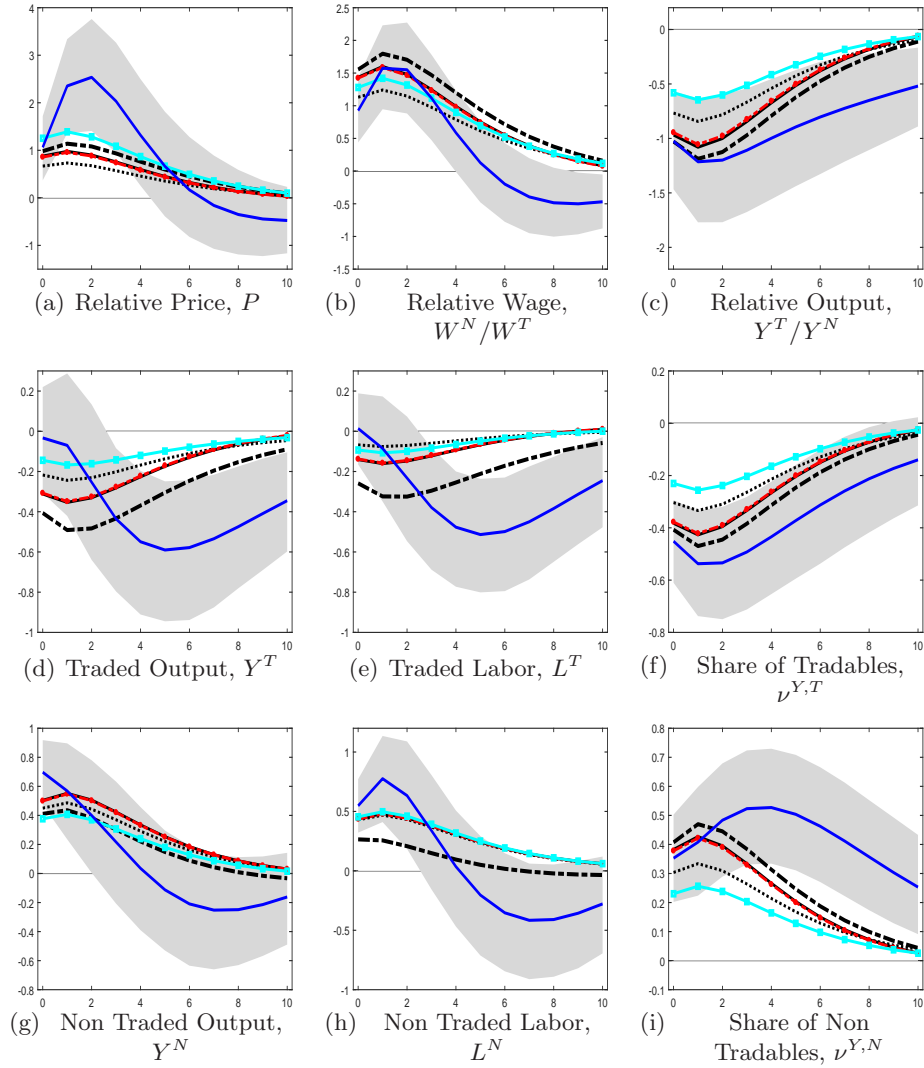 4
3
2
1
0
-1
0 2 4 6 8 10
(a) Relative Price, P
2.5
2
1.5
1
0.5
0
-0.5
-1
-1.5
0 2 4 6 8 10
(b) Relative Wage,
W^N/W^T
0
-0.5
-1
-1.5
-2
0 2 4 6 8 10
(c) Relative Output,
Y^T/Y^N
0.2
0
-0.2
-0.4
-0.6
-0.8
-1
0 2 4 6 8 10
(d) Traded Output, Y^T
0.2
0
-0.2
-0.4
-0.6
-0.8
-1
0 2 4 6 8 10
(e) Traded Labor, L^T
0.2
0
-0.2
-0.4
-0.6
-0.8
0 2 4 6 8 10
(f) Share of Tradables,
ν^{Y,T}
1
0.8
0.6
0.4
0.2
0
-0.2
-0.4
-0.6
-0.8
0 2 4 6 8 10
(g) Non Traded Output,
Y^N
1
0.5
0
-0.5
-1
0 2 4 6 8 10
(h) Non Traded Labor,
L^N
0.8
0.7
0.6
0.5
0.4
0.3
0.2
0.1
0
-0.1
0 2 4 6 8 10
(i) Share of Non
Tradables, ν^{Y,N}